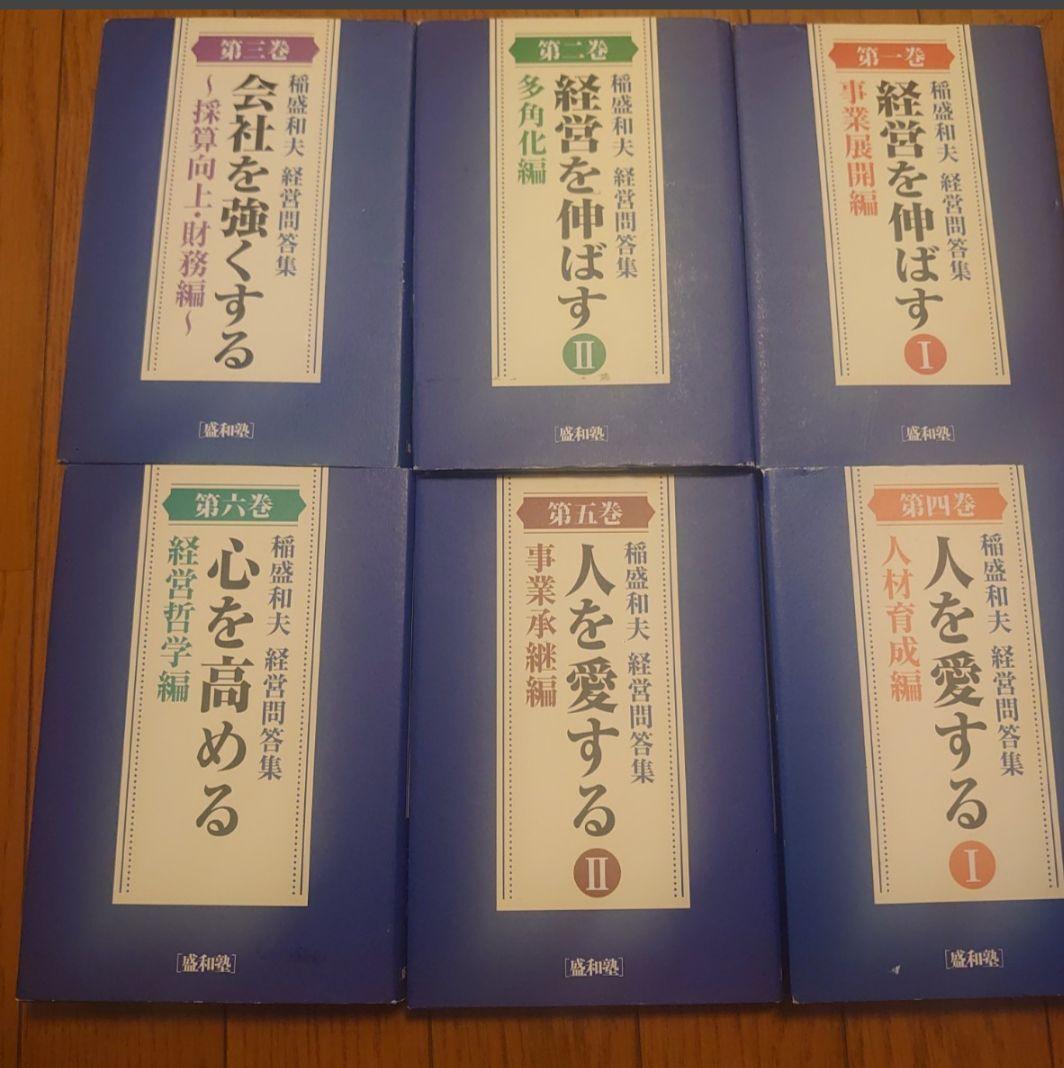 第一巻
稲盛和夫 経営問答集
経営を伸ばす Ⅰ
事業展開編
[盛和塾]
第二巻
稲盛和夫 経営問答集
経営を伸ばす Ⅱ
多角化編
[盛和塾]
第三巻
稲盛和夫 経営問答集
会社を強くする
〜採算向上・財務編〜
[盛和塾]
第四巻
稲盛和夫 経営問答集
人を愛する Ⅰ
人材育成編
[盛和塾]
第五巻
稲盛和夫 経営問答集
人を愛する Ⅱ
事業承継編
[盛和塾]
第六巻
稲盛和夫 経営問答集
心を高める
経営哲学編
[盛和塾]